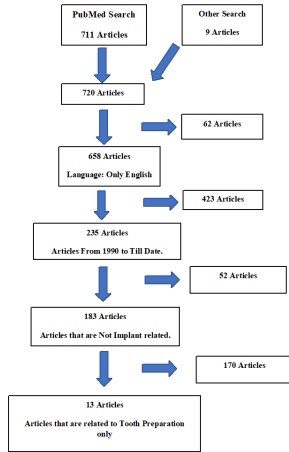 PubMed Search
711 Articles
Other Search
9 Articles
720 Articles
62 Articles
658 Articles
Language: Only English
423 Articles
235 Articles
Articles From 1990 to Till Date.
52 Articles
183 Articles
Articles that are Not Implant related.
170 Articles
13 Articles
Articles that are related to Tooth Preparation
only